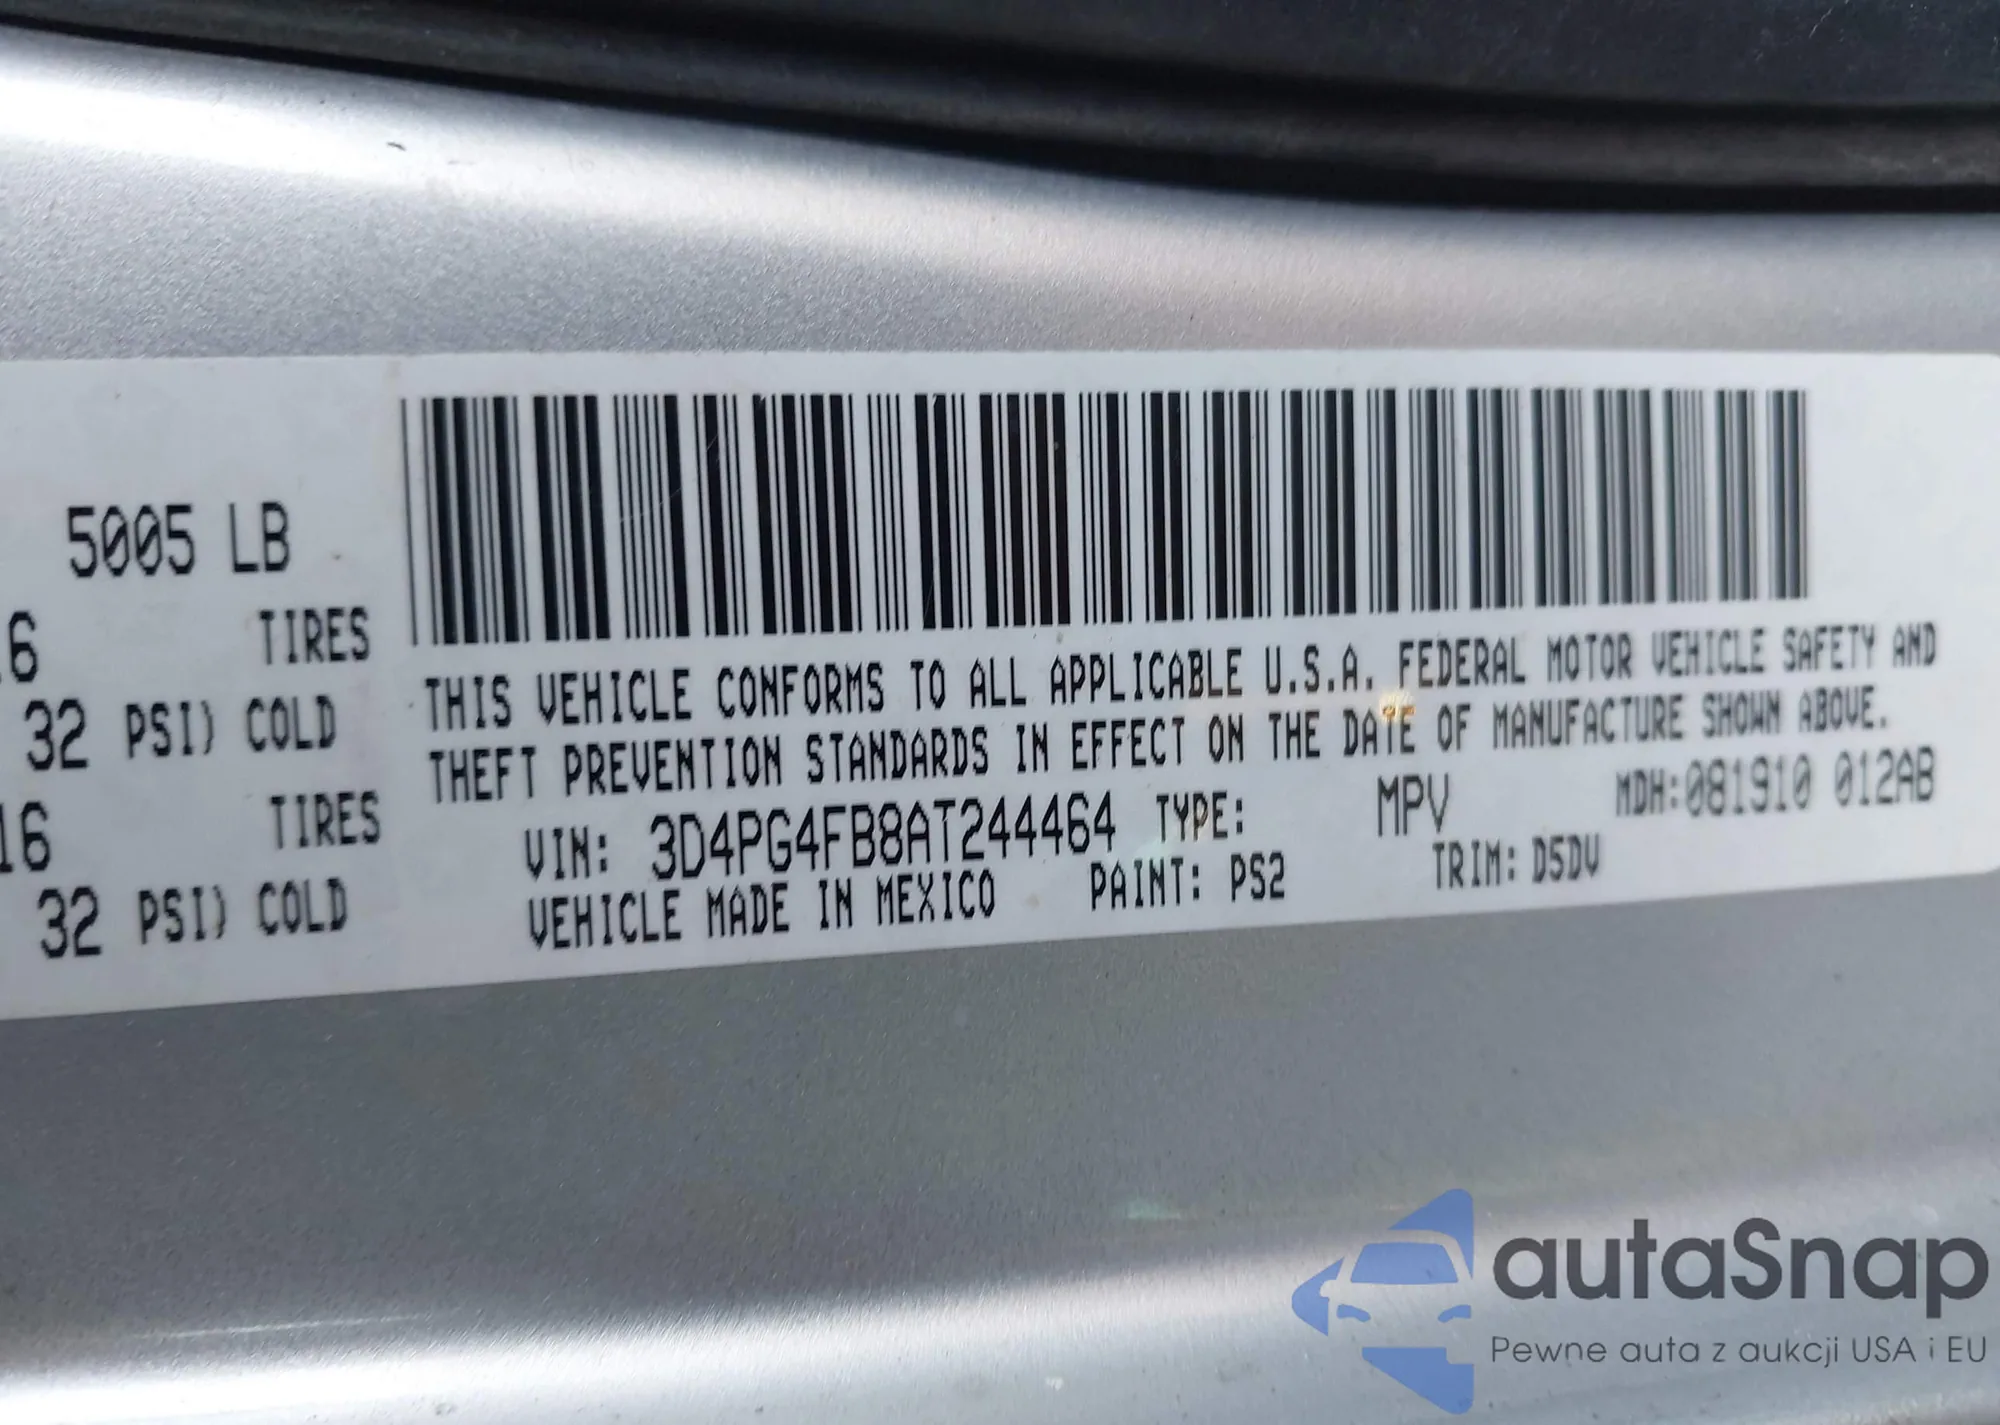 5005 LB
16 TIRES
32 PSI) COLD
16 TIRES
32 PSI) COLD
THIS VEHICLE CONFORMS TO ALL APPLICABLE U.S.A. FEDERAL MOTOR VEHICLE SAFETY AND
THEFT PREVENTION STANDARDS IN EFFECT ON THE DATE OF MANUFACTURE SHOWN ABOVE.
VIN: 3D4PG4FB8AT244464 TYPE: MPV MDH:081910 012AB
VEHICLE MADE IN MEXICO PAINT: PS2 TRIM: D5DV
autaSnap
Pewne auta z aukcji USA i EU